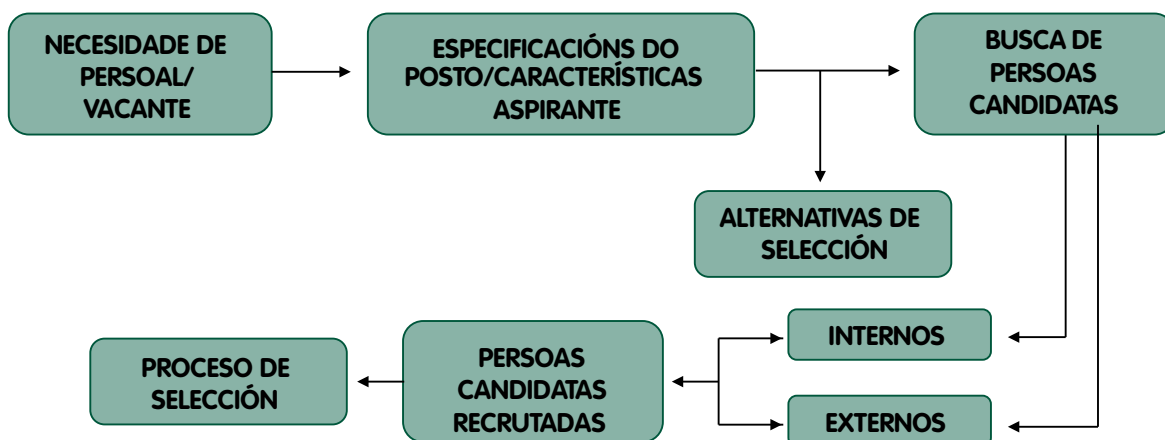 NECESIDADE DE
PERSOAL/
VACANTE
ESPECIFICACIÓNS DO
POSTO/CARACTERÍSTÍCAS
ASPIRANTE
BUSCA DE
PERSOAS
CANDIDATAS
ALTERNATIVAS DE
SELECCIÓN
INTERNOS
EXTERNOS
PERSOAS
CANDIDATAS
RECRUTADAS
PROCESO DE
SELECCIÓN